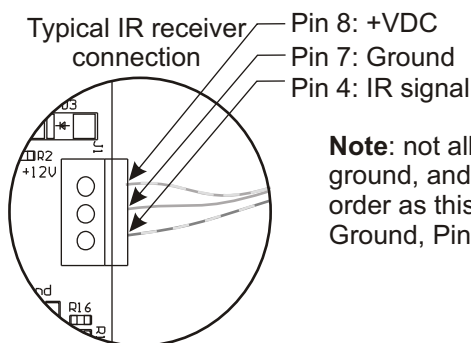 Typical IR receiver
connection
Pin 8: +VDC
Pin 7: Ground
Pin 4: IR signal
Note: not all
ground, and
order as this
Ground, Pin
J1
R2
+12V
R16